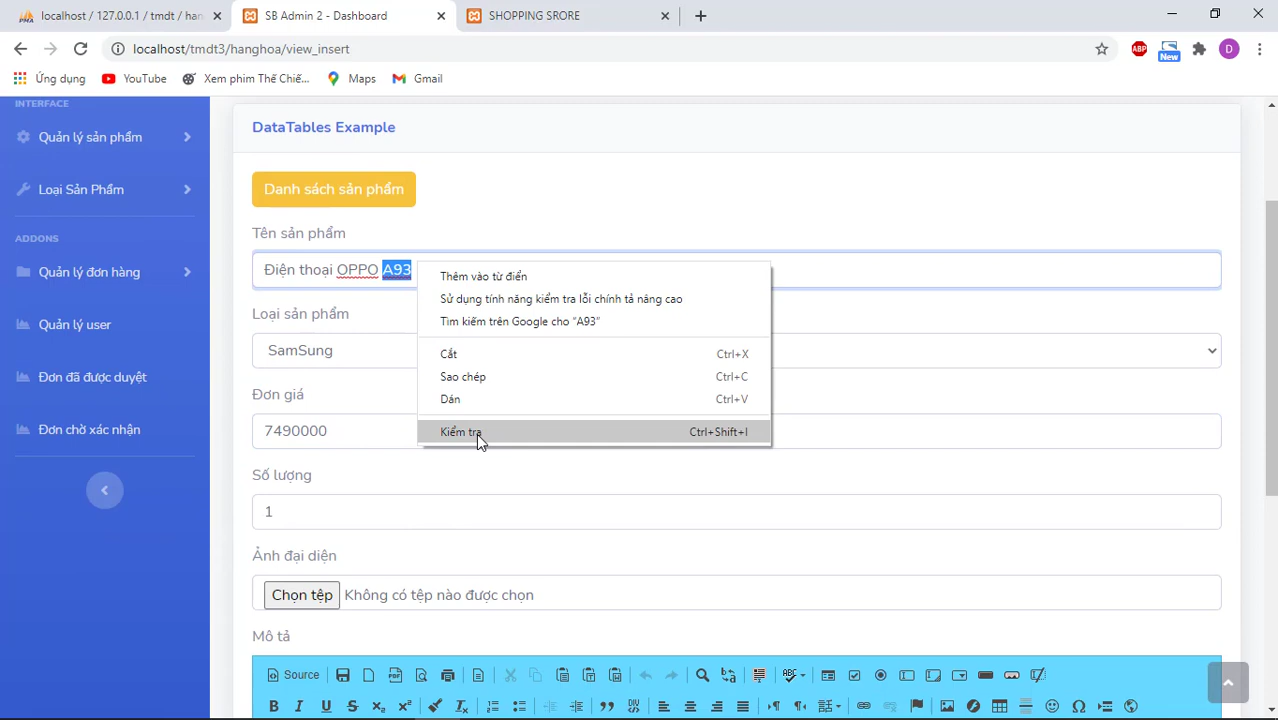 localhost / 127.0.0.1 / tmdt / han
SB Admin 2 - Dashboard
SHOPPING SRORE
localhost/tmdt3/hanghoa/view_insert
ABP
New
D
Ứng dụng
YouTube
Xem phim Thế Chiế...
Maps
Gmail
INTERFACE
Quản lý sản phẩm
Loại Sản Phẩm
ADDONS
Quản lý đơn hàng
Quản lý user
Đơn đã được duyệt
Đơn chờ xác nhận
DataTables Example
Danh sách sản phẩm
Tên sản phẩm
Điện thoại OPPO A93
Loại sản phẩm
SamSung
Đơn giá
7490000
Số lượng
1
Ảnh đại diện
Chọn tệp Không có tệp nào được chọn
Mô tả
Source
Thêm vào từ điển
Sử dụng tính năng kiểm tra lỗi chính tả nâng cao
Tìm kiếm trên Google cho “A93”
Cắt Ctrl+X
Sao chép Ctrl+C
Dán Ctrl+V
Kiểm tra Ctrl+Shift+I